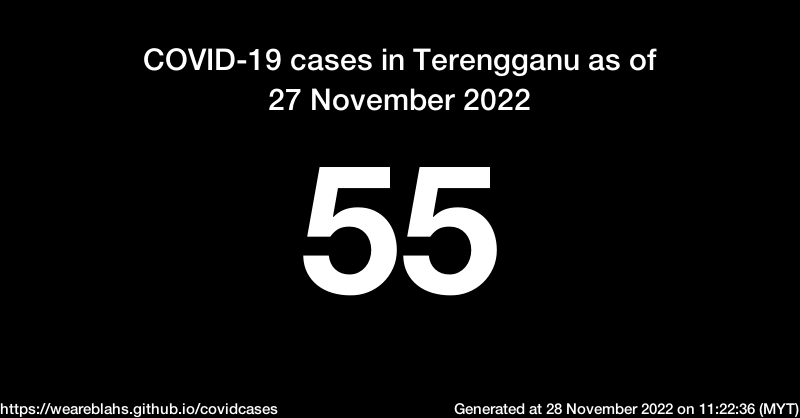 COVID-19 cases in Terengganu as of
27 November 2022
55
https://weareblahs.github.io/covidcases
Generated at 28 November 2022 on 11:22:36 (MYT)